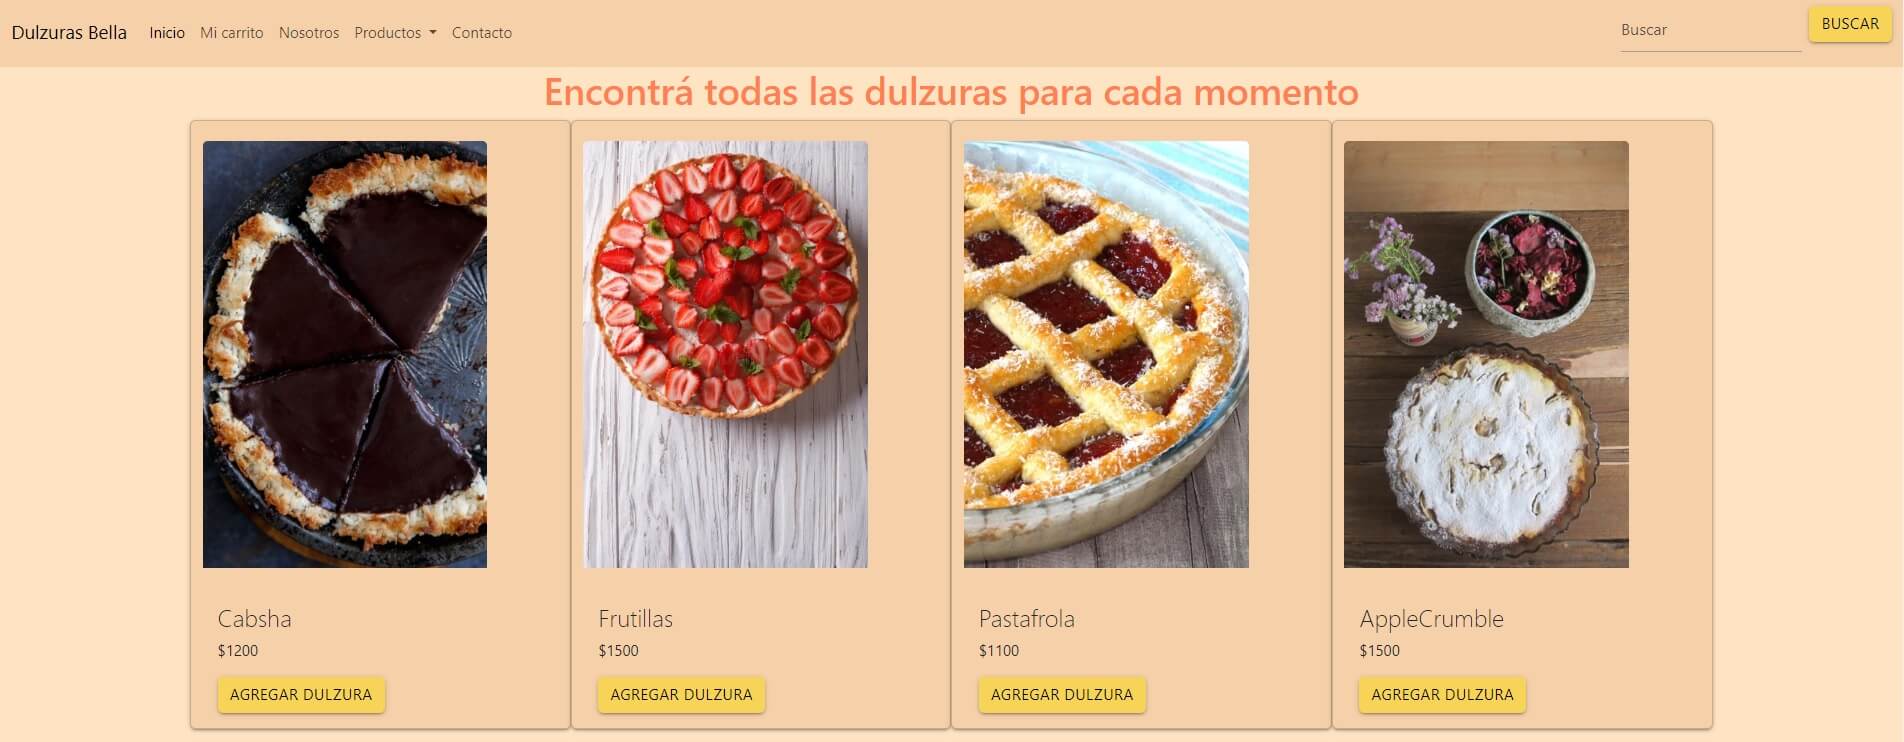 Dulzuras Bella Inicio Mi carrito Nosotros Productos Contacto Buscar BUSCAR
Encontrá todas las dulzuras para cada momento
Cabsha
$1200
AGREGAR DULZURA
Frutillas
$1500
AGREGAR DULZURA
Pastafrola
$1100
AGREGAR DULZURA
AppleCrumble
$1500
AGREGAR DULZURA